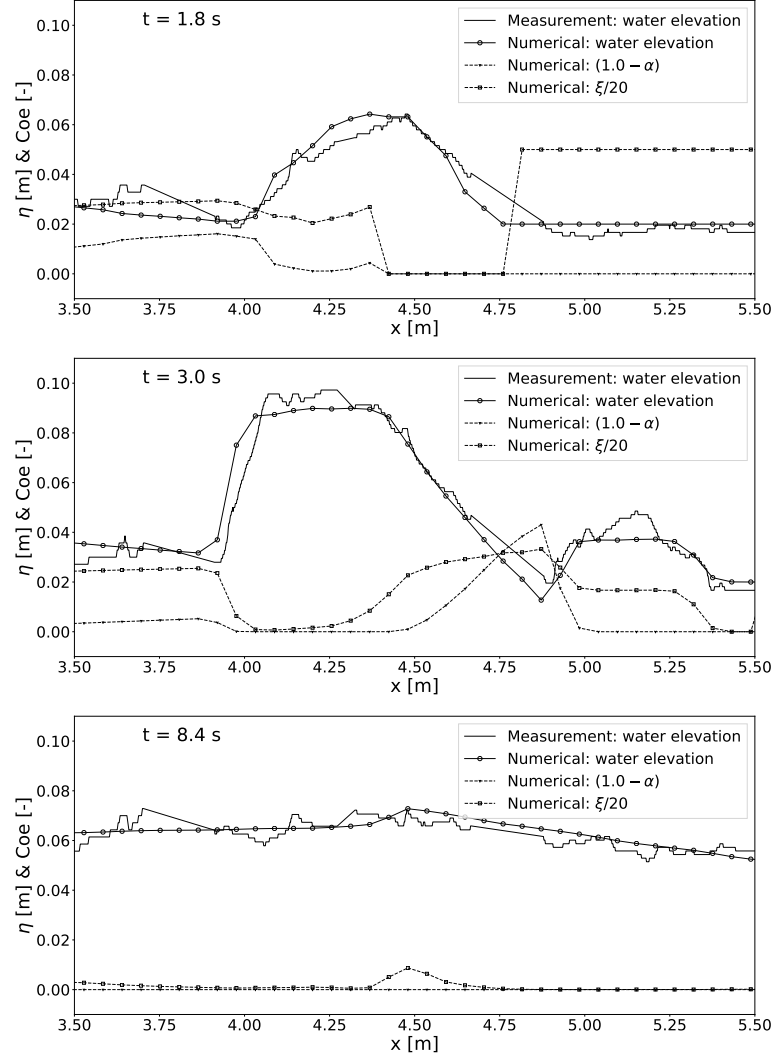 t = 1.8 s
Measurement: water elevation
Numerical: water elevation
Numerical: (1.0 − α)
Numerical: ξ/20
0.10
0.08
0.06
0.04
0.02
0.00
η [m] & Coe [-]
3.50 3.75 4.00 4.25 4.50 4.75 5.00 5.25 5.50
x [m]
t = 3.0 s
Measurement: water elevation
Numerical: water elevation
Numerical: (1.0 − α)
Numerical: ξ/20
0.10
0.08
0.06
0.04
0.02
0.00
η [m] & Coe [-]
3.50 3.75 4.00 4.25 4.50 4.75 5.00 5.25 5.50
x [m]
t = 8.4 s
Measurement: water elevation
Numerical: water elevation
Numerical: (1.0 − α)
Numerical: ξ/20
0.10
0.08
0.06
0.04
0.02
0.00
η [m] & Coe [-]
3.50 3.75 4.00 4.25 4.50 4.75 5.00 5.25 5.50
x [m]